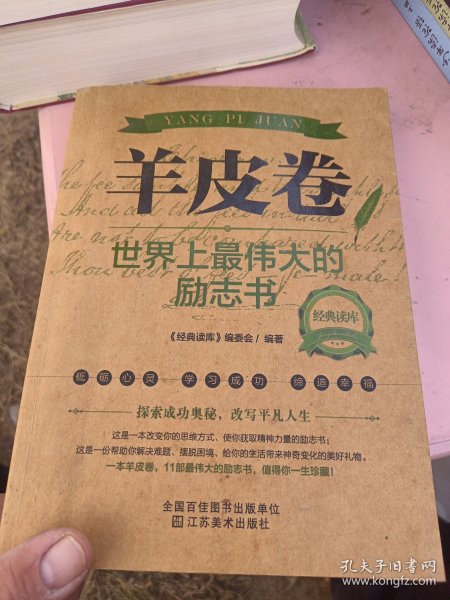 YANG PI JUAN
羊皮卷
世界上最伟大的
励志书
《经典读库》编委会/编著
经典读库
砥砺心灵 学习成功 缔造幸福
探索成功奥秘，改写平凡人生
这是一本改变你的思维方式、使你获取精神力量的励志书；
这是一份帮助你解决难题、摆脱困境、给你的生活带来神奇变化的美好礼物。
一本羊皮卷，11部最伟大的励志书，值得你一生珍藏！
全国百佳图书出版单位
江苏美术出版社
孔夫子旧书网
www.kongfz.com